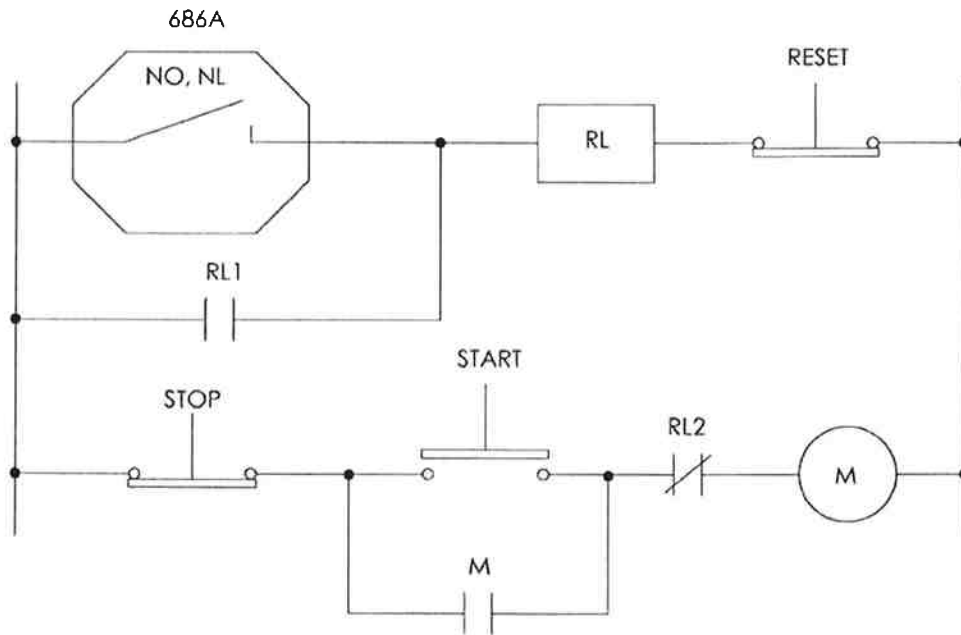 686A
NO, NL
RESET
RL
RL1
START
STOP
RL2
M
M